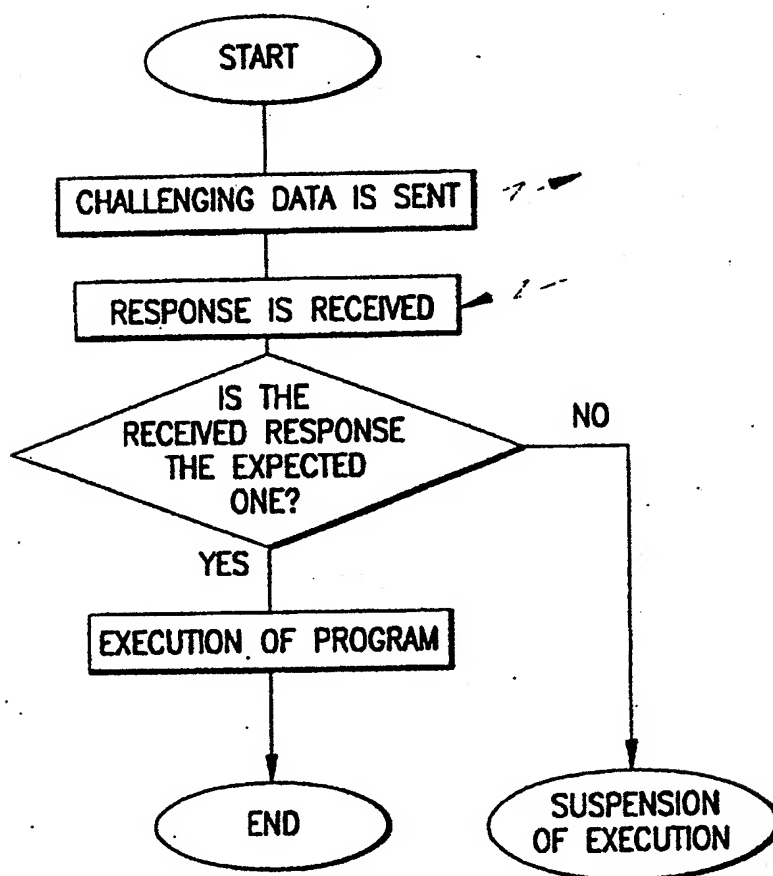 START
CHALLENGING DATA IS SENT
RESPONSE IS RECEIVED
IS THE
RECEIVED RESPONSE
THE EXPECTED
ONE?
NO
YES
EXECUTION OF PROGRAM
END
SUSPENSION
OF EXECUTION